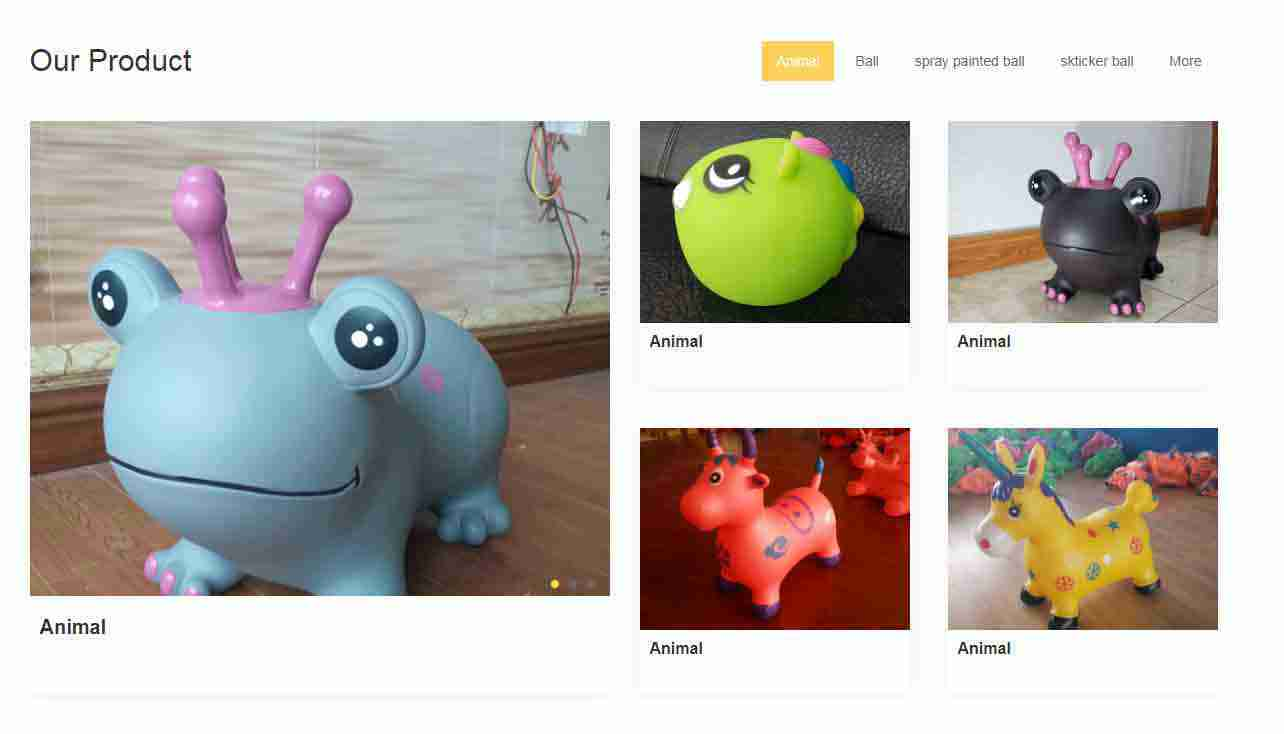 Our Product
Animal
Ball
spray painted ball
skticker ball
More
Animal
Animal
Animal
Animal
Animal